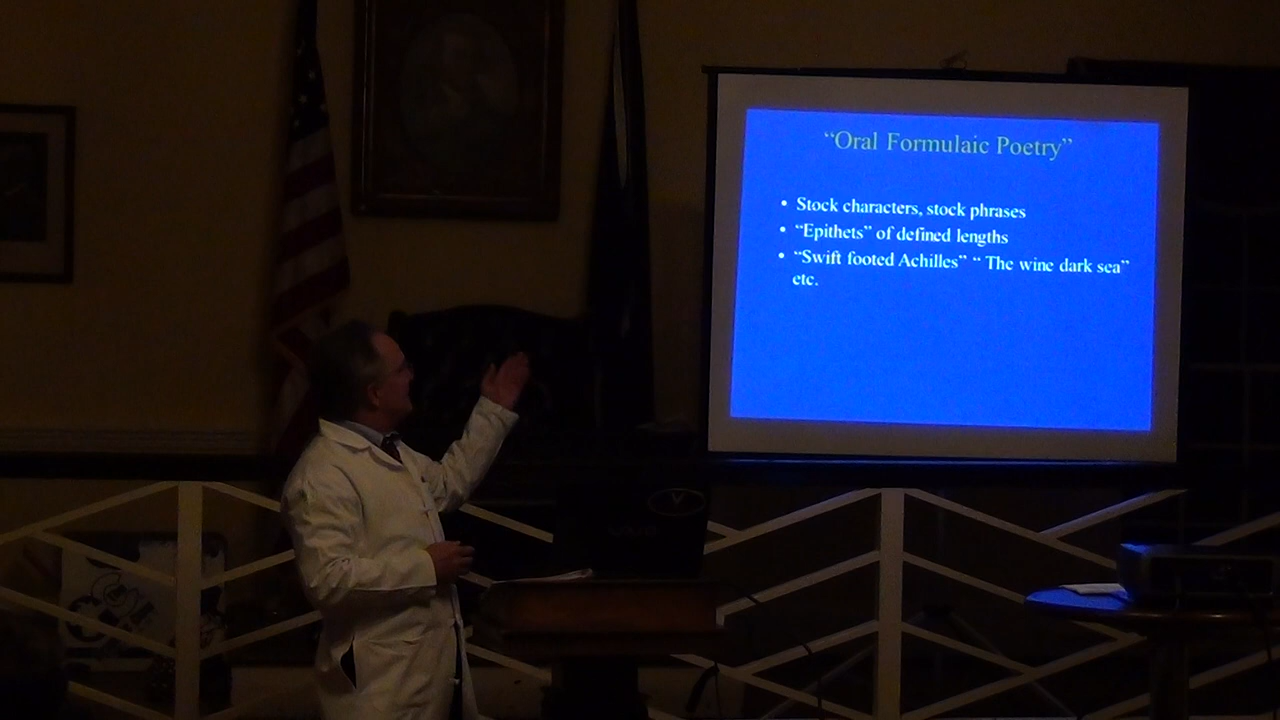 “Oral Formulaic Poetry”
• Stock characters, stock phrases
• “Epithets” of defined lengths
• “Swift footed Achilles” “ The wine dark sea”
etc.
V